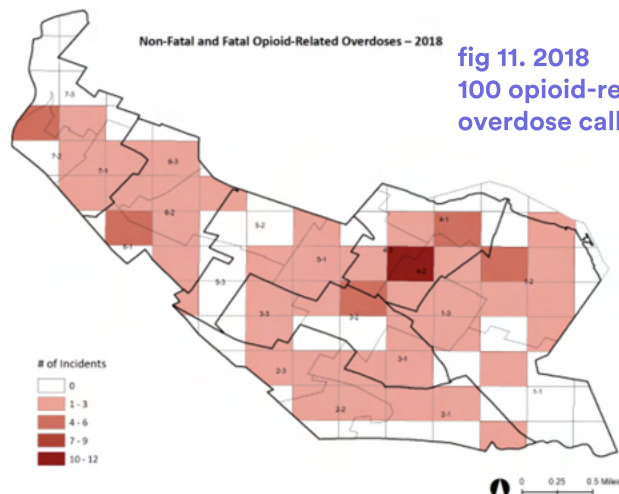 Non-Fatal and Fatal Opioid-Related Overdoses – 2018
fig 11. 2018
100 opioid-re
overdose call
7-3
7-2
7-1
6-3
6-2
6-1
5-2
5-1
5-3
4-1
4-2
1-2
3-3
3-2
1-3
3-1
2-3
2-2
2-1
1-1
# of Incidents
0
1 - 3
4 - 6
7 - 9
10 - 12
0 0.25 0.5 Miles